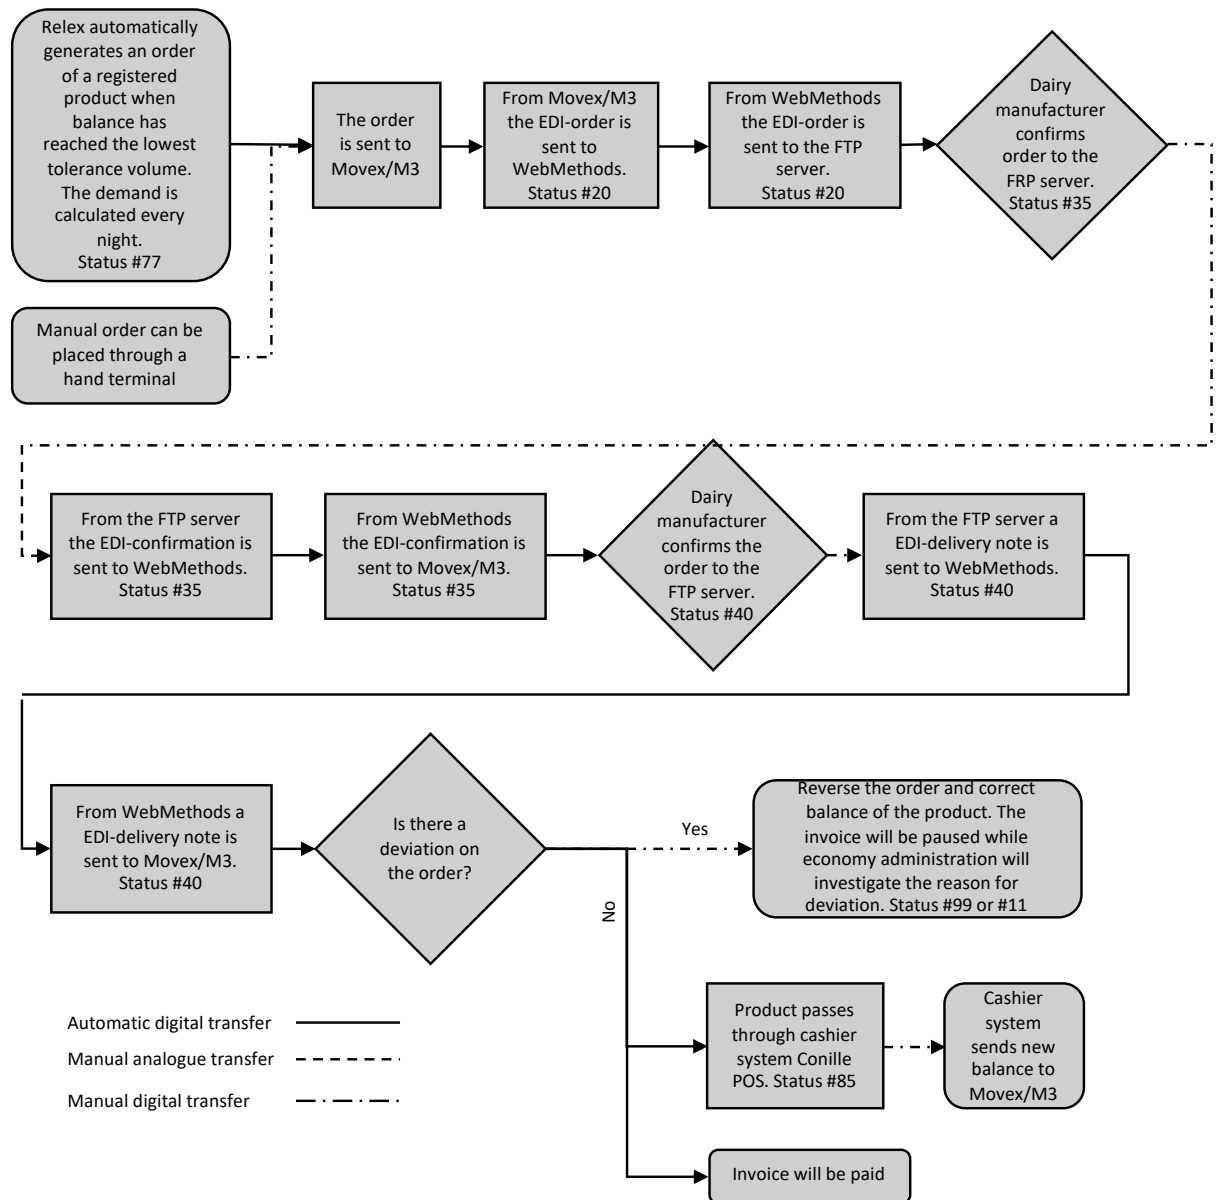 Relex automatically
generates an order
of a registered
product when
balance has
reached the lowest
tolerance volume.
The demand is
calculated every
night.
Status #77
Manual order can be
placed through a
hand terminal
The order
is sent to
Movex/M3
From Movex/M3
the EDI-order is
sent to
WebMethods.
Status #20
From WebMethods
the EDI-order is
sent to the FTP
server.
Status #20
Dairy
manufacturer
confirms
order to the
FRP server.
Status #35
From the FTP server
the EDI-confirmation is
sent to WebMethods.
Status #35
From WebMethods
the EDI-confirmation is
sent to Movex/M3.
Status #35
Dairy
manufacturer
confirms the
order to the
FTP server.
Status #40
From the FTP server a
EDI-delivery note is
sent to WebMethods.
Status #40
From WebMethods a
EDI-delivery note is
sent to Movex/M3.
Status #40
Is there a
deviation on
the order?
Yes
No
Reverse the order and correct
balance of the product. The
invoice will be paused while
economy administration will
investigate the reason for
deviation. Status #99 or #11
Product passes
through cashier
system Conille
POS. Status #85
Cashier
system
sends new
balance to
Movex/M3
Invoice will be paid
Automatic digital transfer
Manual analogue transfer
Manual digital transfer